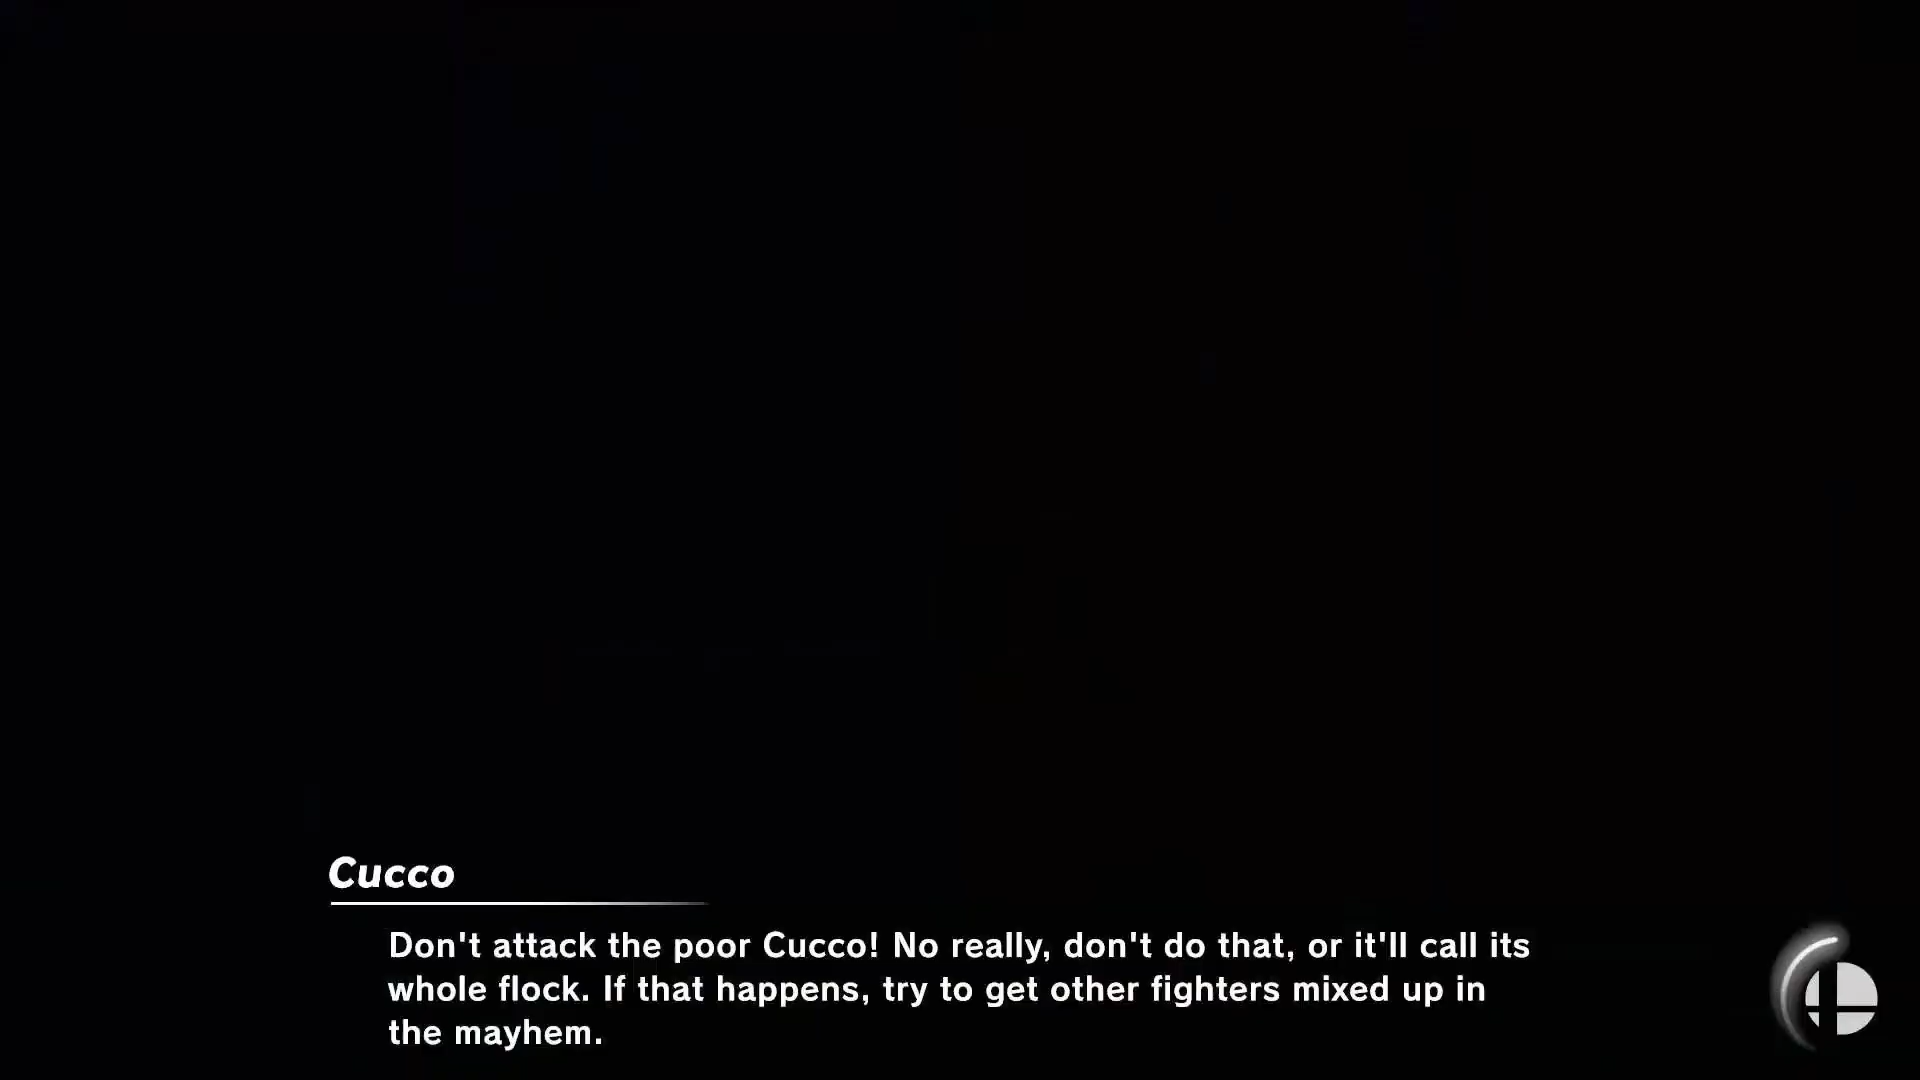 Cucco
Don't attack the poor Cucco! No really, don't do that, or it'll call its
whole flock. If that happens, try to get other fighters mixed up in
the mayhem.